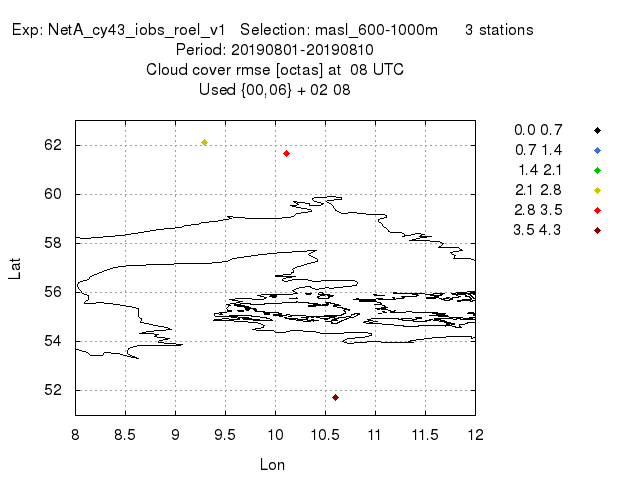 Exp: NetA_cy43_iobs_roel_v1 Selection: masl_600-1000m 3 stations
Period: 20190801-20190810
Cloud cover rmse [octas] at 08 UTC
Used {00,06} + 02 08
0.0 0.7
0.7 1.4
1.4 2.1
2.1 2.8
2.8 3.5
3.5 4.3
62
60
58
56
54
52
Lat
8 8.5 9 9.5 10 10.5 11 11.5 12
Lon